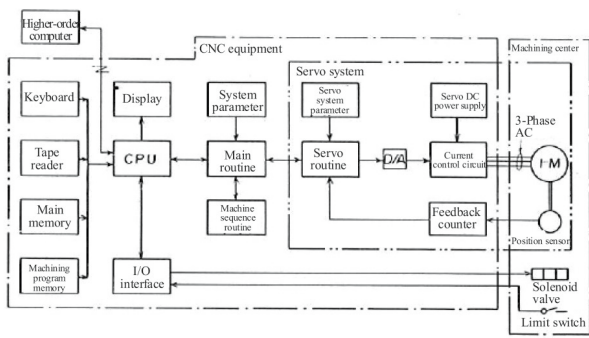 Higher-order
computer
CNC equipment
Machining center
Servo system
Keyboard
Display
System
parameter
Servo
system
parameter
Servo DC
power supply
3-Phase
AC
Tape
reader
CPU
Main
routine
Servo
routine
D/A
Current
control circuit
IM
Main
memory
Machine
sequence
routine
Feedback
counter
Position sensor
Machining
program
memory
I/O
interface
Solenoid
valve
Limit switch